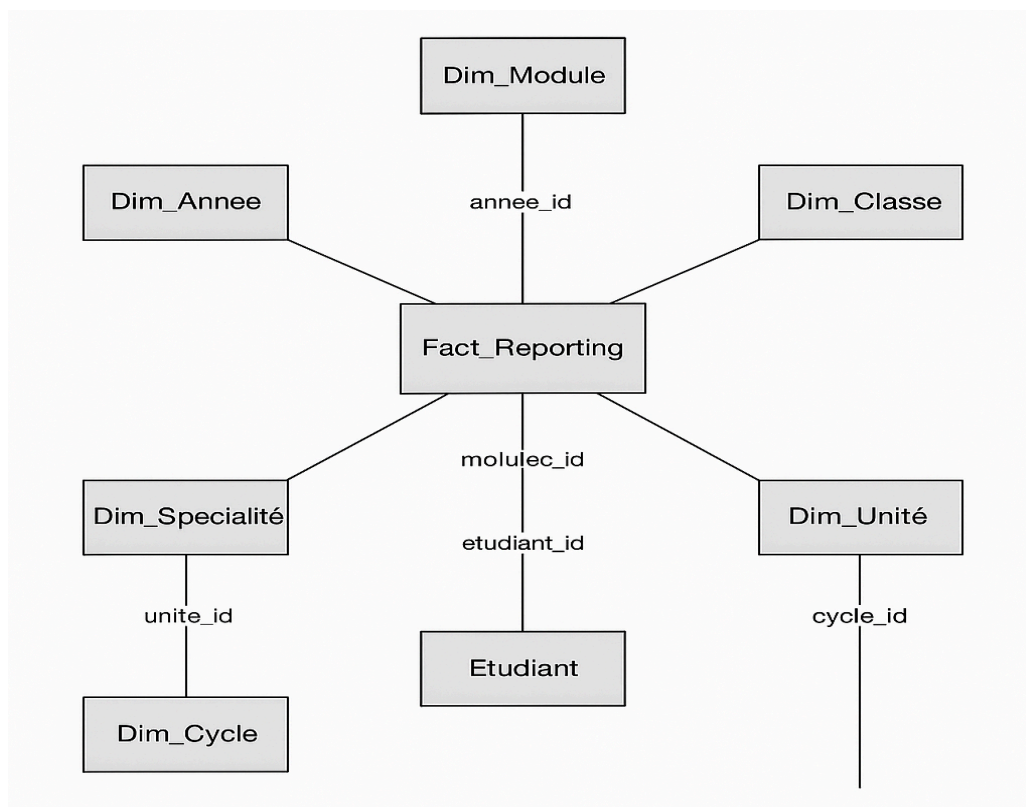 Dim_Module
Dim_Annee
annee_id
Dim_Classe
Fact_Reporting
molulec_id
Dim_Specialité
etudiant_id
Dim_Unité
unite_id
cycle_id
Etudiant
Dim_Cycle